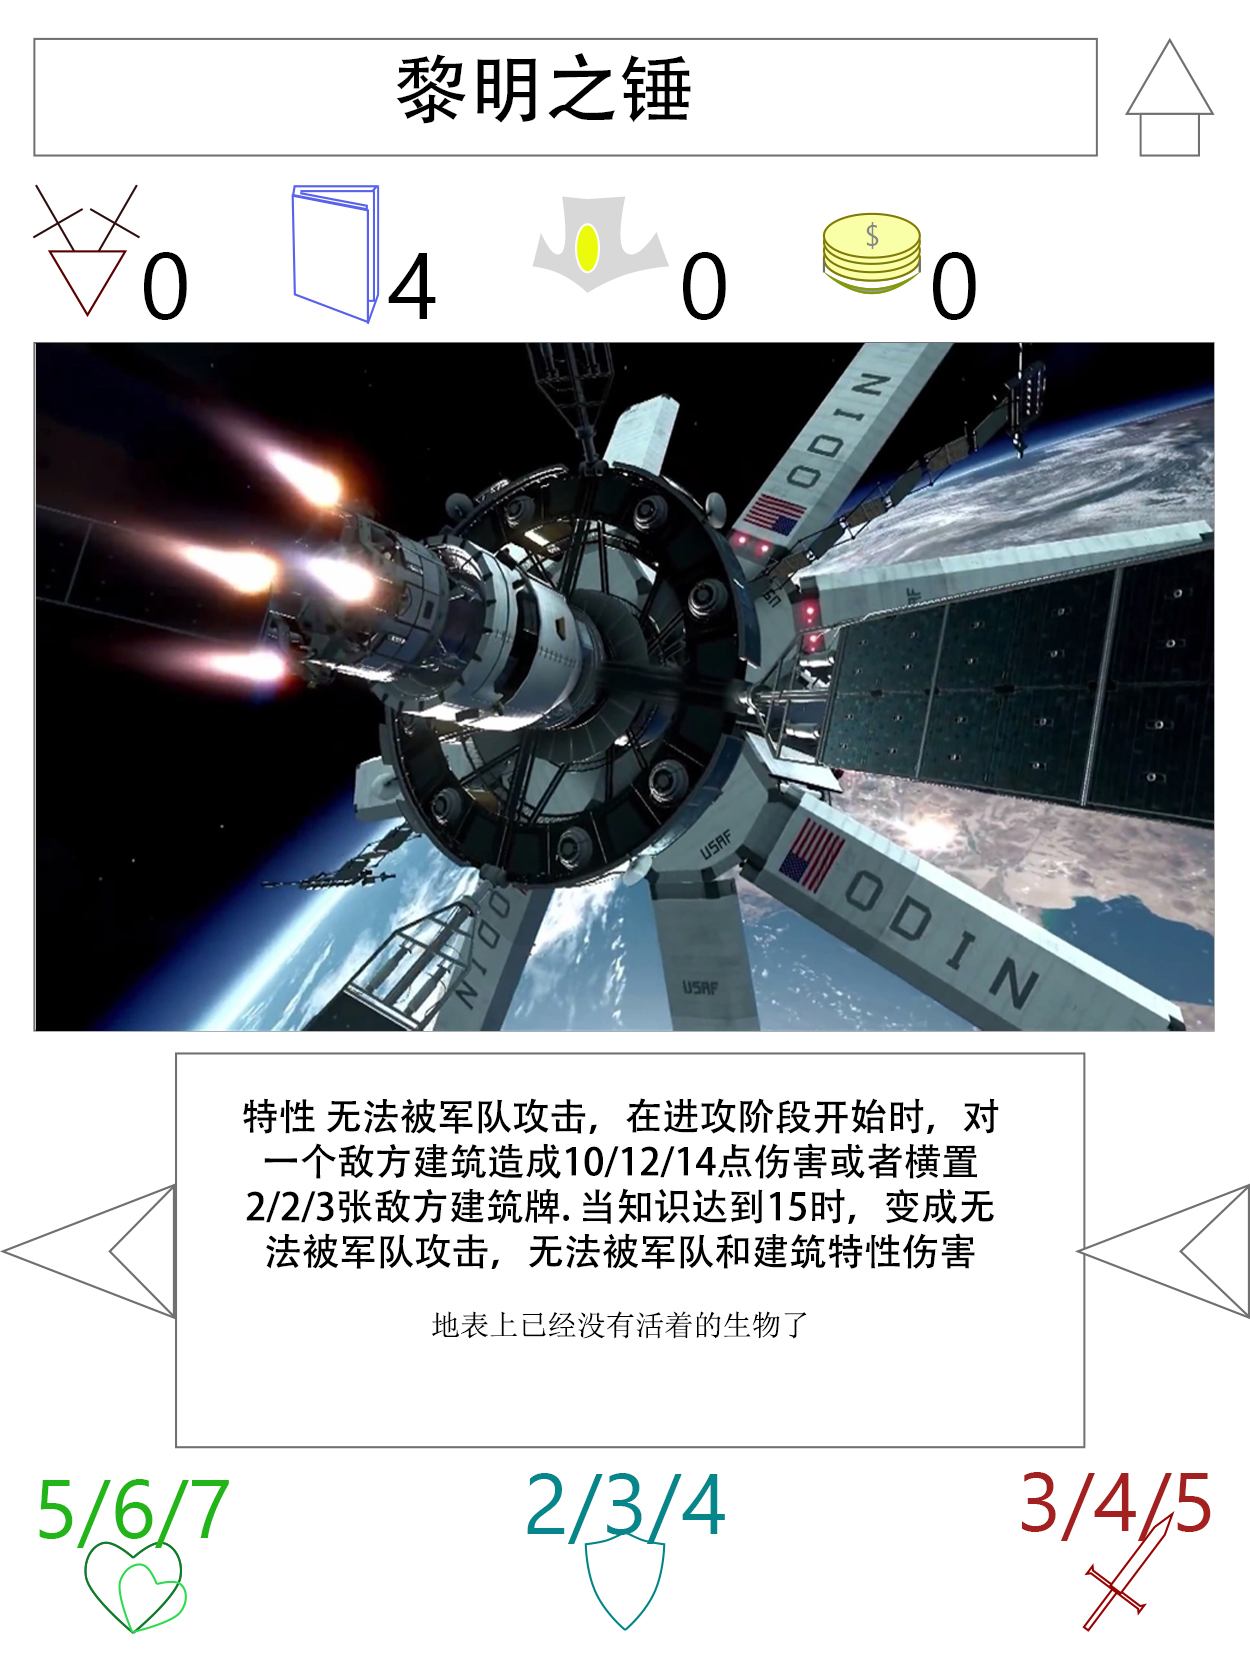 黎明之锤
0
4
0
$
0
ODIN
USN
AF
USAF
ODIN
ODIN
USAF
特性 无法被军队攻击，在进攻阶段开始时，对
一个敌方建筑造成10/12/14点伤害或者横置
2/2/3张敌方建筑牌. 当知识达到15时，变成无
法被军队攻击，无法被军队和建筑特性伤害
地表上已经没有活着的生物了
5/6/7
2/3/4
3/4/5